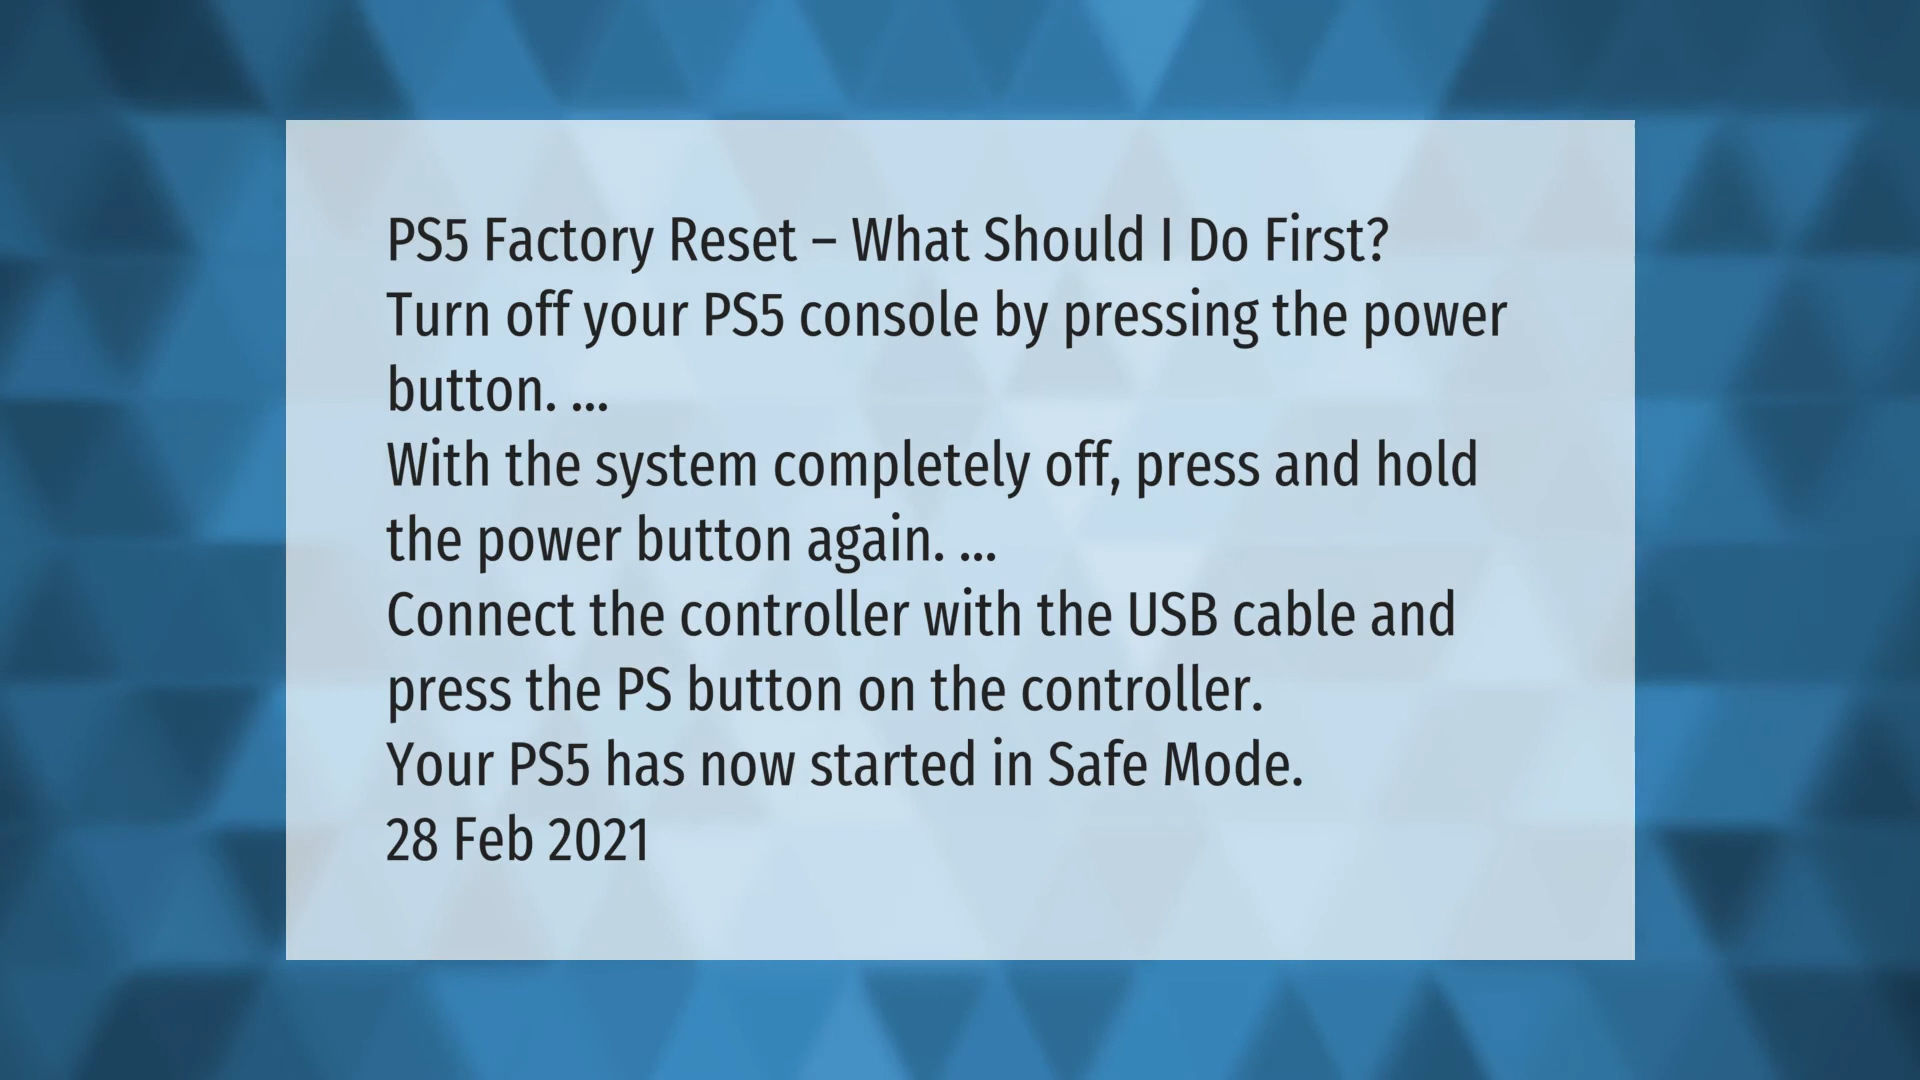 PS5 Factory Reset – What Should I Do First?
Turn off your PS5 console by pressing the power
button. ...
With the system completely off, press and hold
the power button again. ...
Connect the controller with the USB cable and
press the PS button on the controller.
Your PS5 has now started in Safe Mode.
28 Feb 2021